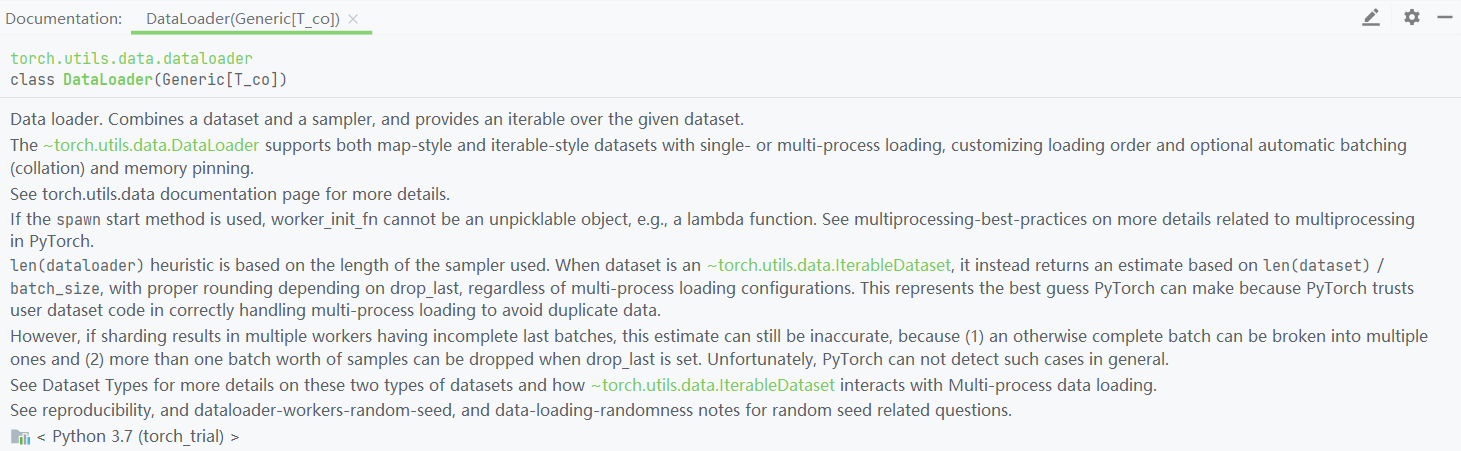 Documentation: DataLoader(Generic[T_co]) ×
torch.utils.data.dataloader
class DataLoader(Generic[T_co])
Data loader. Combines a dataset and a sampler, and provides an iterable over the given dataset.
The ~torch.utils.data.DataLoader supports both map-style and iterable-style datasets with single- or multi-process loading, customizing loading order and optional automatic batching
(collation) and memory pinning.
See torch.utils.data documentation page for more details.
If the spawn start method is used, worker_init_fn cannot be an unpicklable object, e.g., a lambda function. See multiprocessing-best-practices on more details related to multiprocessing
in PyTorch.
len(dataloader) heuristic is based on the length of the sampler used. When dataset is an ~torch.utils.data.IterableDataset, it instead returns an estimate based on len(dataset) /
batch_size, with proper rounding depending on drop_last, regardless of multi-process loading configurations. This represents the best guess PyTorch can make because PyTorch trusts
user dataset code in correctly handling multi-process loading to avoid duplicate data.
However, if sharding results in multiple workers having incomplete last batches, this estimate can still be inaccurate, because (1) an otherwise complete batch can be broken into multiple
ones and (2) more than one batch worth of samples can be dropped when drop_last is set. Unfortunately, PyTorch can not detect such cases in general.
See Dataset Types for more details on these two types of datasets and how ~torch.utils.data.IterableDataset interacts with Multi-process data loading.
See reproducibility, and dataloader-workers-random-seed, and data-loading-randomness notes for random seed related questions.
< Python 3.7 (torch_trial) >